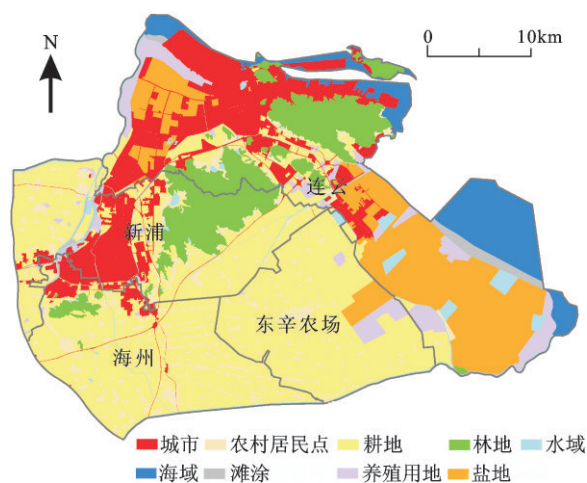 N
0 10km
连云
新浦
东辛农场
海州
城市 农村居民点 耕地 林地 水域
海域 滩涂 养殖用地 盐地